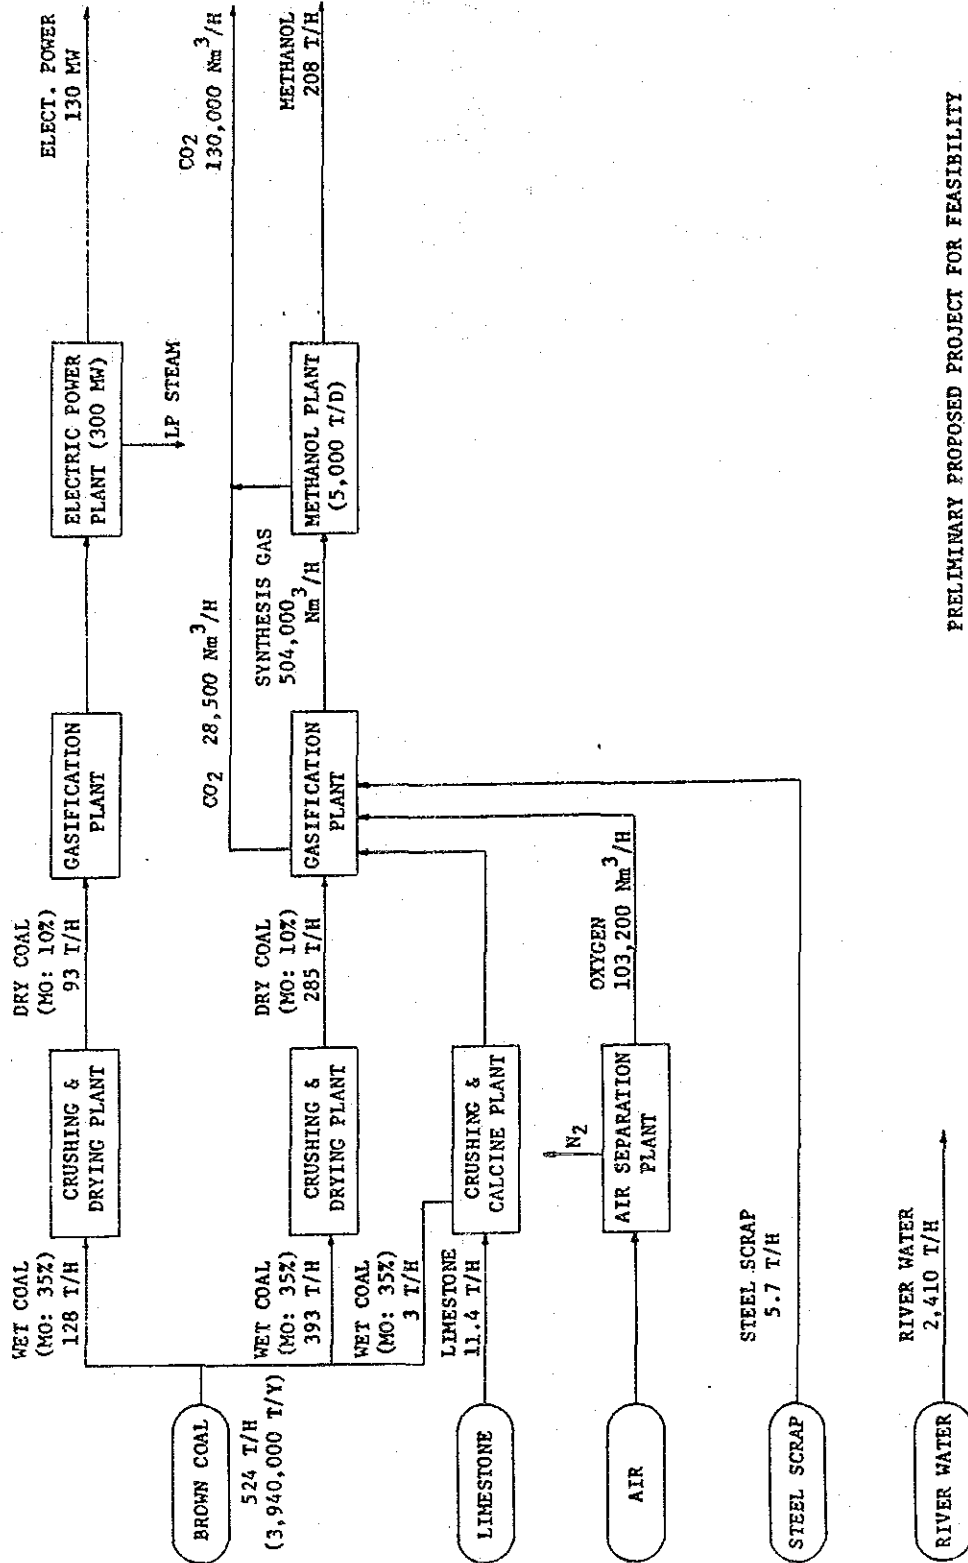 BROWN COAL
524 T/H
(3,940,000 T/Y)
WET COAL
(MO: 35%)
128 T/H
CRUSHING &
DRYING PLANT
DRY COAL
(MO: 10%)
93 T/H
GASIFICATION
PLANT
ELECTRIC POWER
PLANT (300 MW)
LP STEAM
ELECT. POWER
130 MW
WET COAL
(MO: 35%)
393 T/H
CRUSHING &
DRYING PLANT
DRY COAL
(MO: 10%)
285 T/H
GASIFICATION
PLANT
CO2 28,500 Nm3/H
SYNTHESIS GAS
504,000
Nm3/H
METHANOL PLANT
(5,000 T/D)
CO2
130,000 Nm3/H
METHANOL
208 T/H
WET COAL
(MO: 35%)
3 T/H
LIMESTONE
LIMESTONE
11.4 T/H
CRUSHING &
CALCINE PLANT
AIR
N2
AIR SEPARATION
PLANT
OXYGEN
103,200 Nm3/H
STEEL SCRAP
STEEL SCRAP
5.7 T/H
RIVER WATER
RIVER WATER
2,410 T/H
PRELIMINARY PROPOSED PROJECT FOR FEASIBILITY